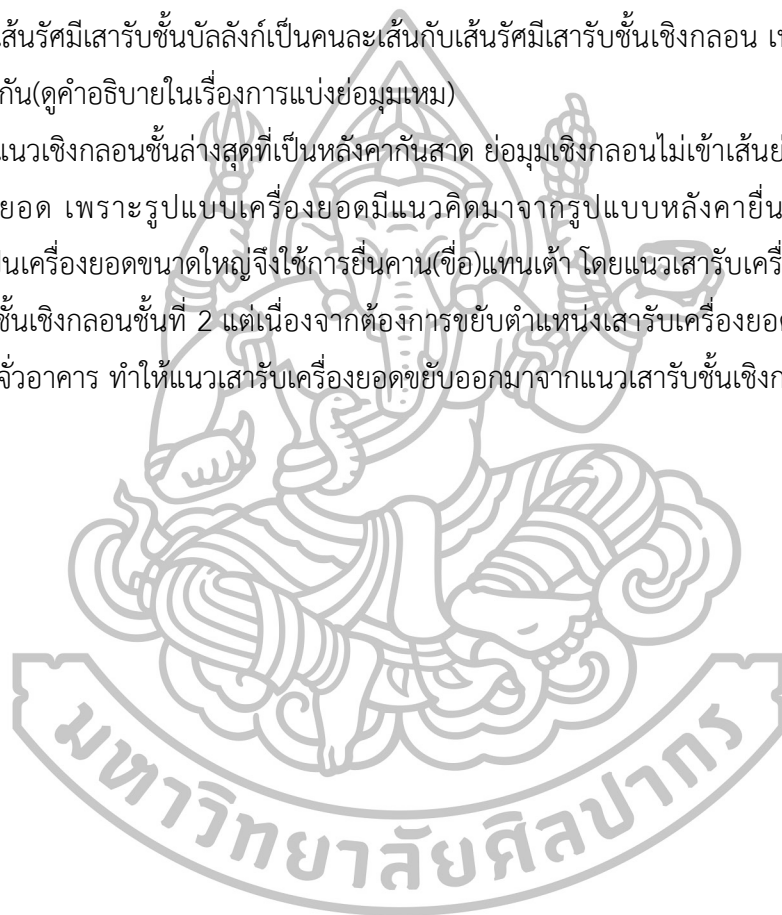 ส้นรัศมีเสารับชั้นบัลลังก์เป็นคนละเส้นกับเส้นรัศมีเสารับชั้นเชิงกลอน
กัน(ดูคำอธิบายในเรื่องการแบ่งย่อมุมเหม)
แนวเชิงกลอนชั้นล่างสุดที่เป็นหลังคากันสาด ย่อมุมเชิงกลอนไม่เข้าเส้นย่
ยอด เพราะรูปแบบเครื่องยอดมีแนวคิดมาจากรูปแบบหลังคายื่น
นเครื่องยอดขนาดใหญ่จึงใช้การยื่นคาน(ขื่อ)แทนเต้า โดยแนวเสารับเครื่
ชั้นเชิงกลอนชั้นที่ 2 แต่เนื่องจากต้องการขยับตำแหน่งเสารับเครื่องยอด
จั่วอาคาร ทำให้แนวเสารับเครื่องยอดขยับออกมาจากแนวเสารับชั้นเชิงก
มหาวิทยาลัยศิลปากร